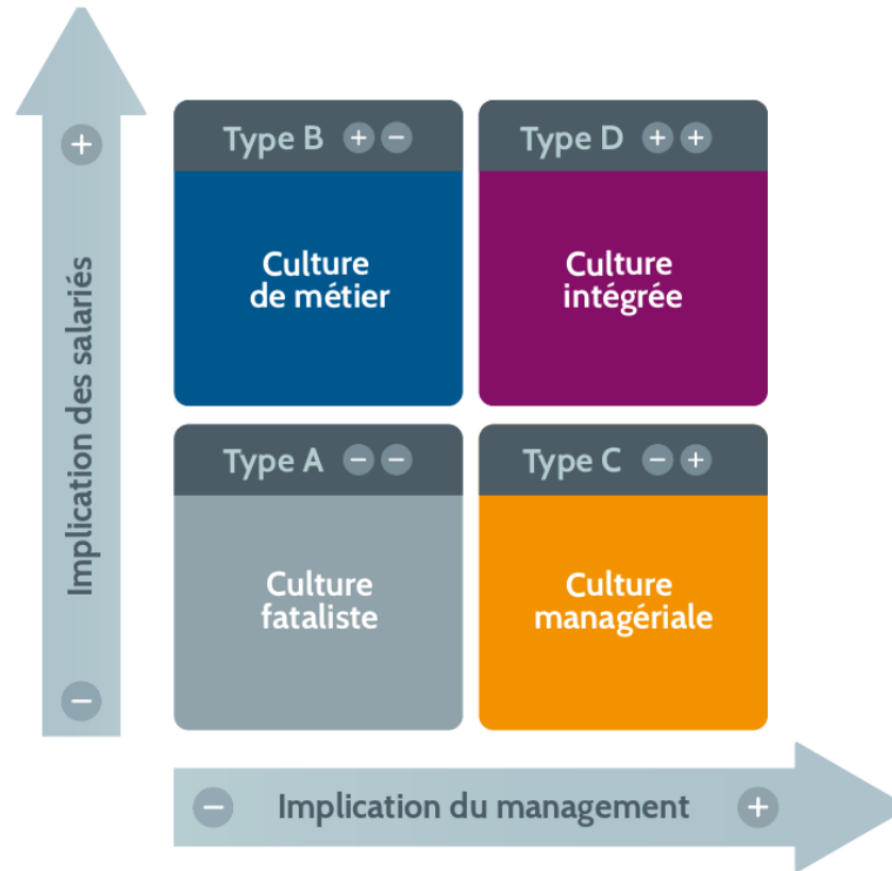 Implication des salariés
+
−
Type B + −
Culture
de métier
Type D + +
Culture
intégrée
Type A − −
Culture
fataliste
Type C − +
Culture
managériale
− Implication du management +